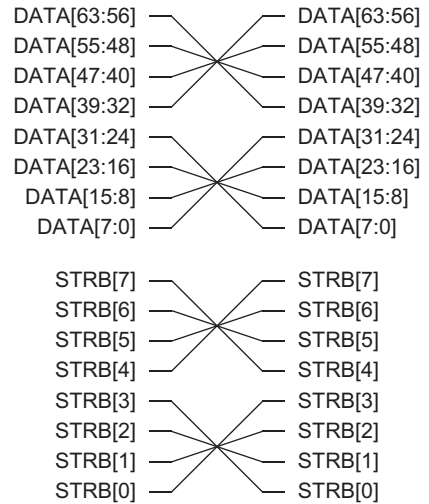 DATA[63:56] DATA[63:56]
DATA[55:48] DATA[55:48]
DATA[47:40] DATA[47:40]
DATA[39:32] DATA[39:32]
DATA[31:24] DATA[31:24]
DATA[23:16] DATA[23:16]
DATA[15:8] DATA[15:8]
DATA[7:0] DATA[7:0]
STRB[7] STRB[7]
STRB[6] STRB[6]
STRB[5] STRB[5]
STRB[4] STRB[4]
STRB[3] STRB[3]
STRB[2] STRB[2]
STRB[1] STRB[1]
STRB[0] STRB[0]